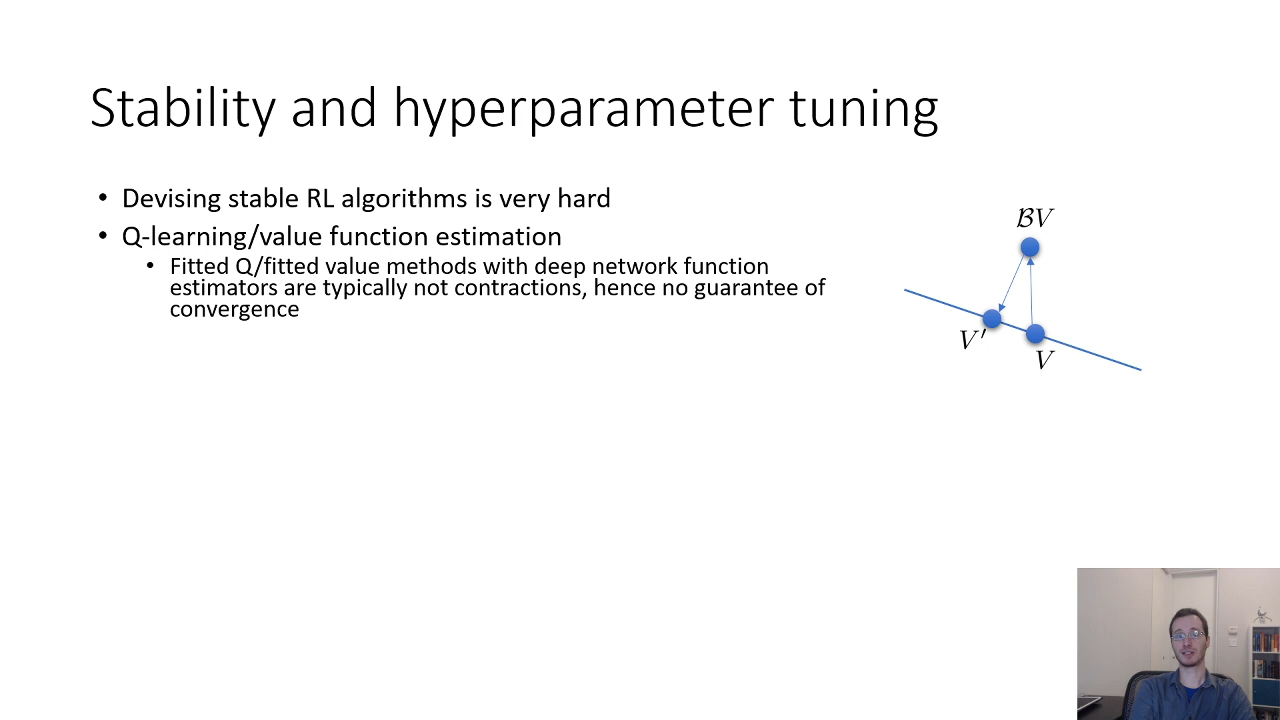 Stability and hyperparameter tuning
• Devising stable RL algorithms is very hard
• Q-learning/value function estimation
• Fitted Q/fitted value methods with deep network function
estimators are typically not contractions, hence no guarantee of
convergence
ℬV
V′
V